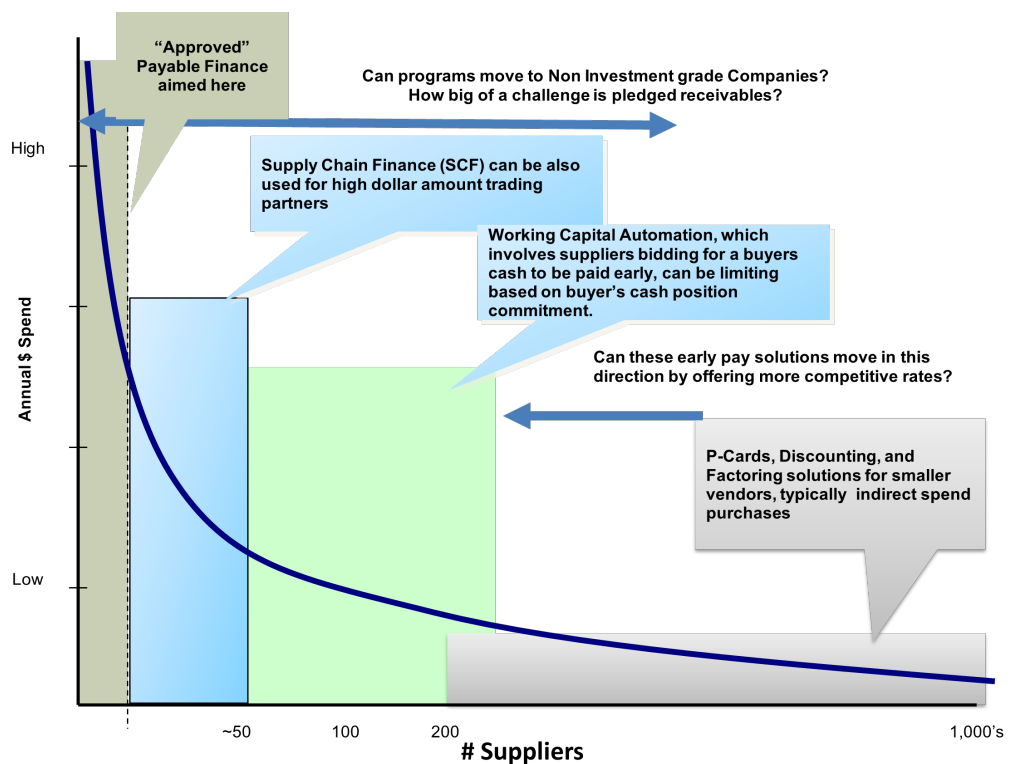 “Approved”
Payable Finance
aimed here
Can programs move to Non Investment grade Companies?
How big of a challenge is pledged receivables?
High
Supply Chain Finance (SCF) can be also
used for high dollar amount trading
partners
Working Capital Automation, which
involves suppliers bidding for a buyers
cash to be paid early, can be limiting
based on buyer’s cash position
commitment.
Annual $ Spend
Can these early pay solutions move in this
direction by offering more competitive rates?
P-Cards, Discounting, and
Factoring solutions for smaller
vendors, typically  indirect spend
purchases
Low
~50
100
200
1,000’s
# Suppliers